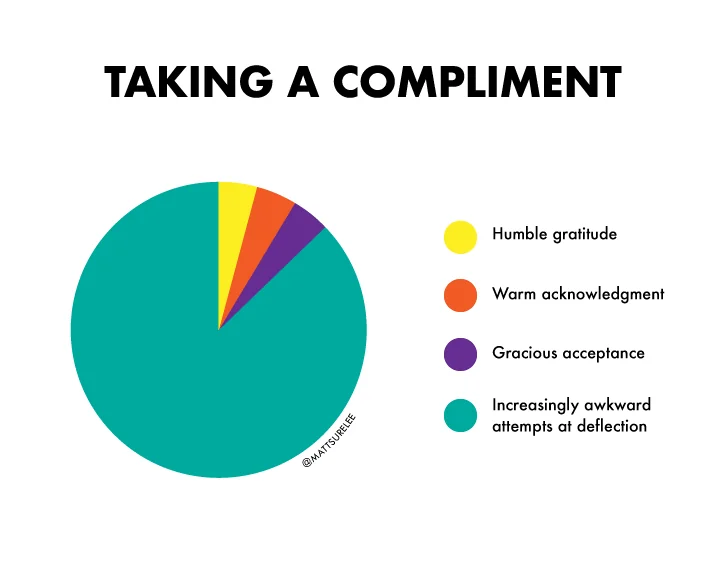 TAKING A COMPLIMENT
Humble gratitude
Warm acknowledgment
Gracious acceptance
Increasingly awkward
attempts at deflection
@MATTSURELEE